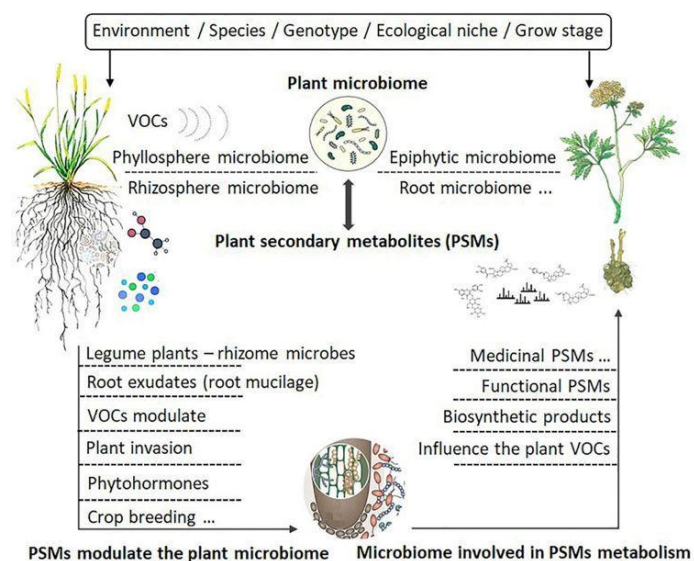 Environment / Species / Genotype / Ecological niche / Grow stage
Plant microbiome
VOCs
Phyllosphere microbiome
Epiphytic microbiome
Rhizosphere microbiome
Root microbiome ...
Plant secondary metabolites (PSMs)
Legume plants – rhizome microbes
Root exudates (root mucilage)
VOCs modulate
Plant invasion
Phytohormones
Crop breeding ...
Medicinal PSMs ...
Functional PSMs
Biosynthetic products
Influence the plant VOCs
PSMs modulate the plant microbiome
Microbiome involved in PSMs metabolism